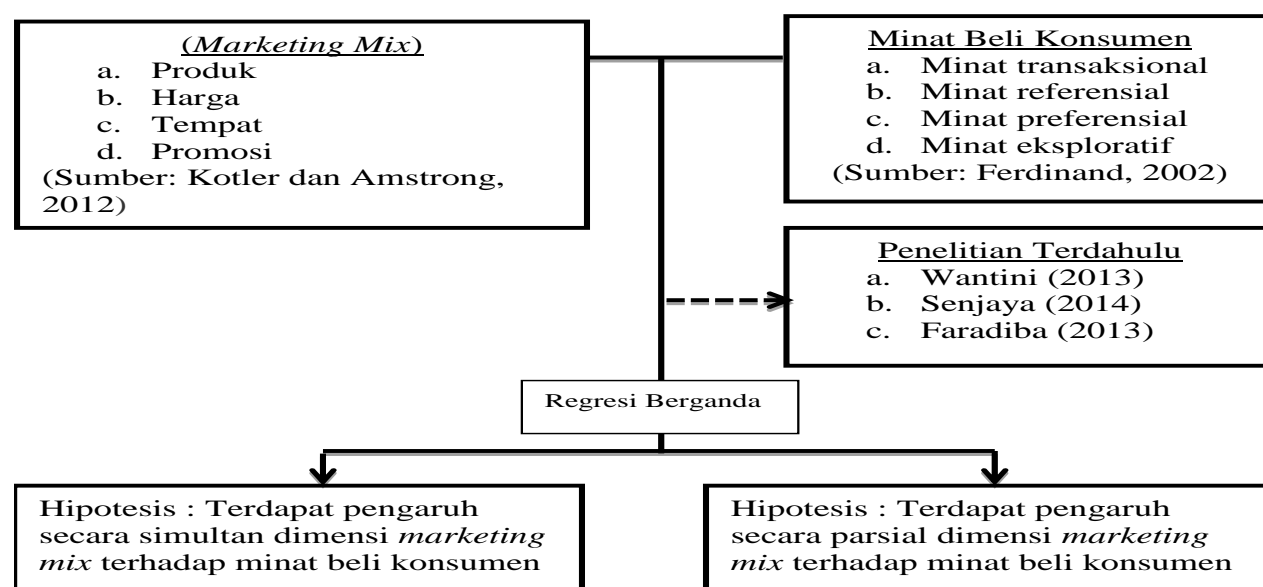 (Marketing Mix)
a. Produk
b. Harga
c. Tempat
d. Promosi
(Sumber: Kotler dan Amstrong,
2012)
Minat Beli Konsumen
a. Minat transaksional
b. Minat referensial
c. Minat preferensial
d. Minat eksploratif
(Sumber: Ferdinand, 2002)
Penelitian Terdahulu
a. Wantini (2013)
b. Senjaya (2014)
c. Faradiba (2013)
Regresi Berganda
Hipotesis : Terdapat pengaruh
secara simultan dimensi marketing
mix terhadap minat beli konsumen
Hipotesis : Terdapat pengaruh
secara parsial dimensi marketing
mix terhadap minat beli konsumen